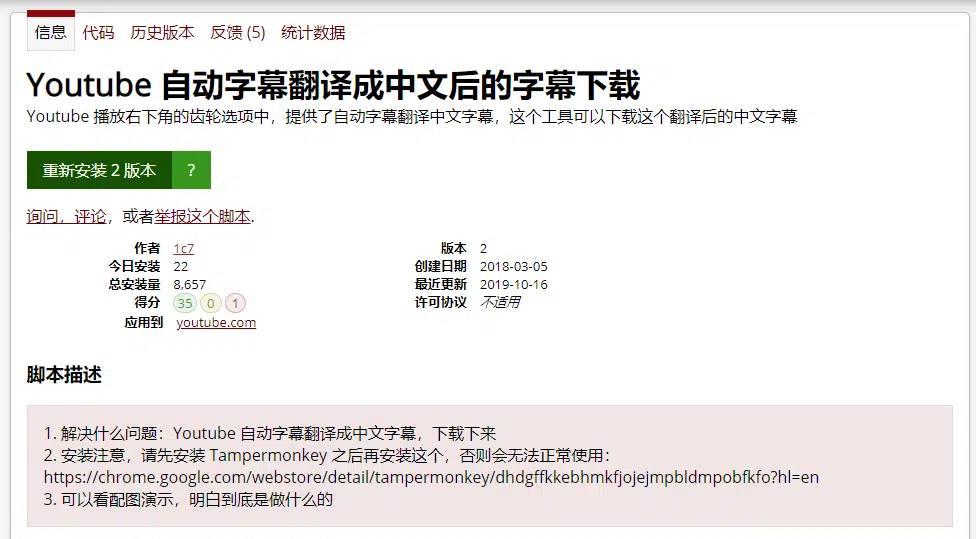 信息 代码 历史版本 反馈 (5) 统计数据
Youtube 自动字幕翻译成中文后的字幕下载
Youtube 播放右下角的齿轮选项中，提供了自动字幕翻译中文字幕，这个工具可以下载这个翻译后的中文字幕
重新安装 2 版本 ?
询问，评论，或者举报这个脚本.
作者 1c7 版本 2
今日安装 22 创建日期 2018-03-05
总安装量 8,657 最近更新 2019-10-16
得分 35 0 1 许可协议 不适用
应用到 youtube.com
脚本描述
1. 解决什么问题：Youtube 自动字幕翻译成中文字幕，下载下来
2. 安装注意，请先安装 Tampermonkey 之后再安装这个，否则会无法正常使用：
https://chrome.google.com/webstore/detail/tampermonkey/dhdgffkkebhmkfjojejmpbldmpobfkfo?hl=en
3. 可以看配图演示，明白到底是做什么的